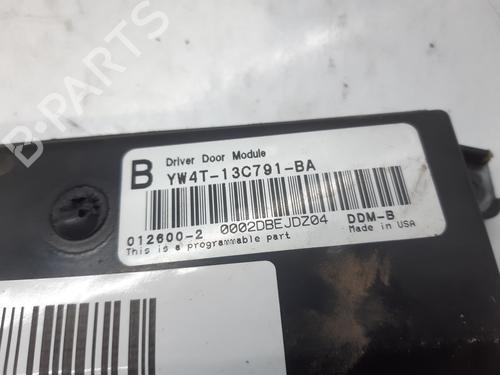 B
Driver Door Module
YW4T-13C791-BA
012600-2 0002DBEJDZ04 DDM-B
This is a programmable part Made in USA
B-PARTS